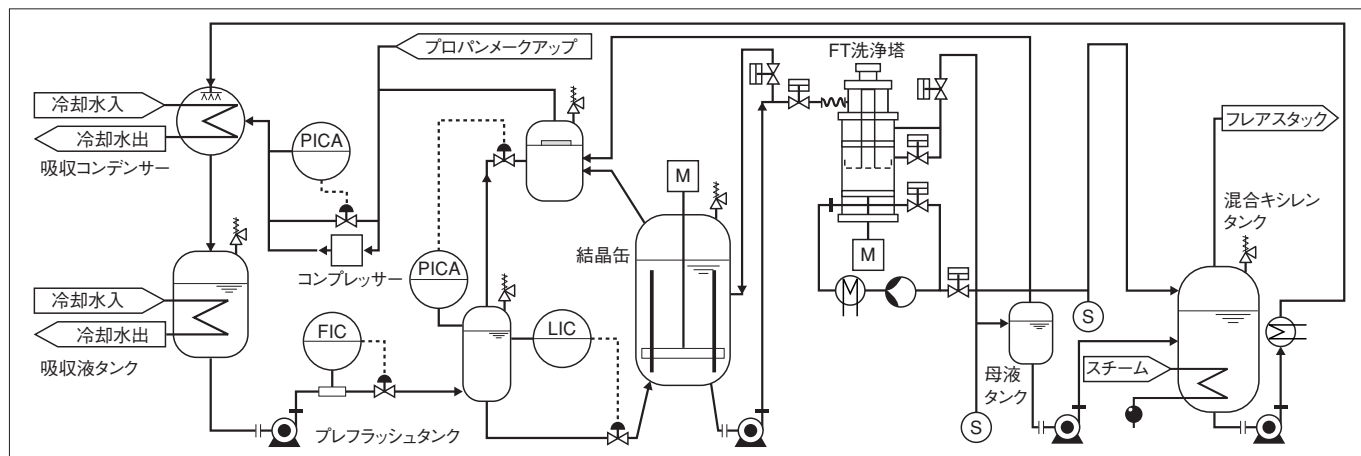 プロパンメークアップ
FT洗浄塔
冷却水入
冷却水出
吸収コンデンサー
PICA
M
フレアスタック
混合キシレン
タンク
結晶缶
コンプレッサー
PICA
M
冷却水入
冷却水出
吸収液タンク
FIC
LIC
S
スチーム
母液
タンク
プレフラッシュタンク
S